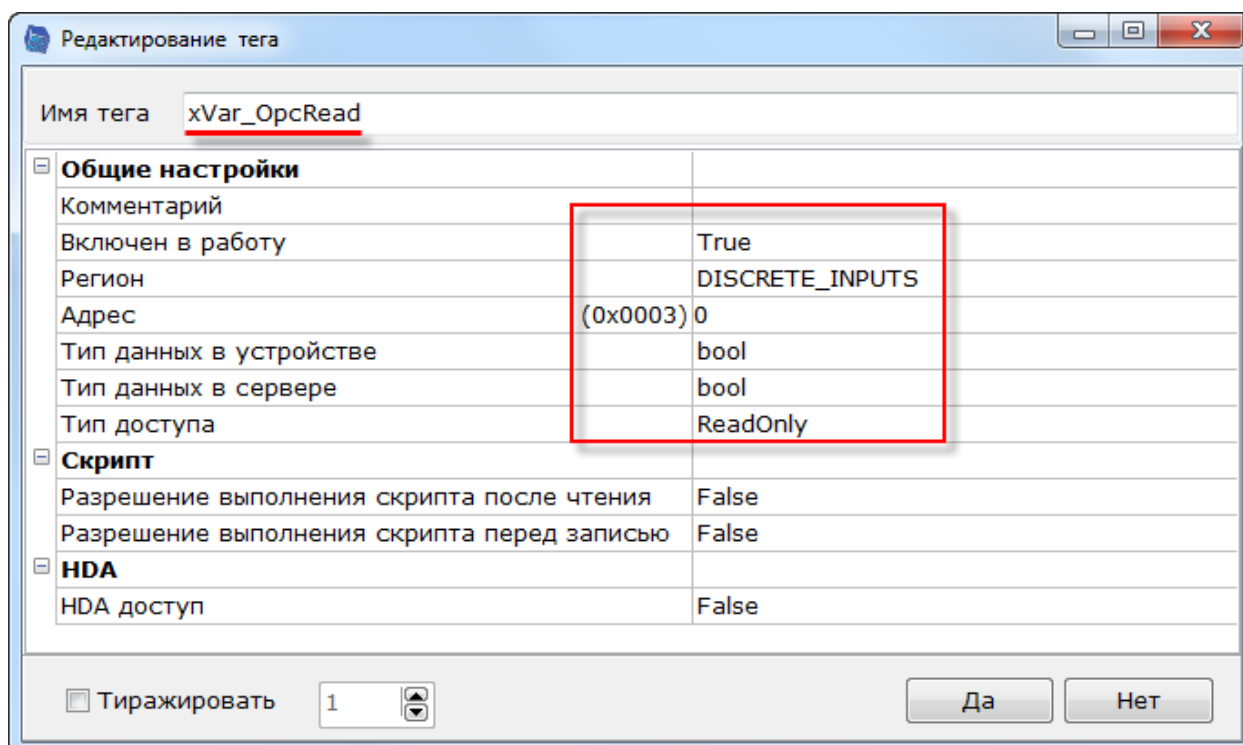 Редактирование тега
Имя тега xVar_OpcRead
Общие настройки
Комментарий
Включен в работу True
Регион DISCRETE_INPUTS
Адрес (0x0003) 0
Тип данных в устройстве bool
Тип данных в сервере bool
Тип доступа ReadOnly
Скрипт
Разрешение выполнения скрипта после чтения False
Разрешение выполнения скрипта перед записью False
HDA
HDA доступ False
Тиражировать 1 Да Нет